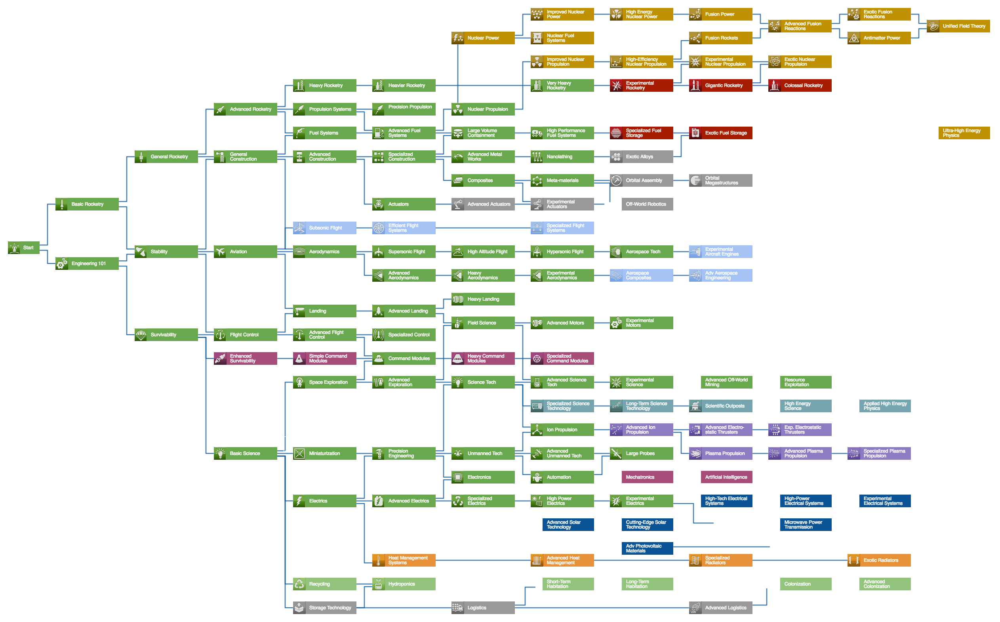 Improved Nuclear
Power
High Energy
Nuclear Power
Fusion Power
Exotic Fusion
Reactions
Advanced Fusion
Reactions
Unified Field Theory
Nuclear Power
Nuclear Fuel
Systems
Fusion Rockets
Antimatter Power
Improved Nuclear
Propulsion
High-Efficiency
Nuclear Propulsion
Experimental
Nuclear Propulsion
Exotic Nuclear
Propulsion
Heavy Rocketry
Heavier Rocketry
Very Heavy
Rocketry
Experimental
Rocketry
Gigantic Rocketry
Colossal Rocketry
Advanced Rocketry
Propulsion Systems
Precision Propulsion
Nuclear Propulsion
Fuel Systems
Advanced Fuel
Systems
Large Volume
Containment
High Performance
Fuel Systems
Specialized Fuel
Storage
Exotic Fuel Storage
Ultra-High Energy
Physics
General Rocketry
General
Construction
Advanced
Construction
Specialized
Construction
Advanced Metal
Works
Nanolathing
Exotic Alloys
Composites
Meta-materials
Orbital Assembly
Orbital
Megastructures
Basic Rocketry
Actuators
Advanced Actuators
Experimental
Actuators
Off-World Robotics
Subsonic Flight
Efficient Flight
Systems
Specialized Flight
Systems
Start
Stability
Aviation
Aerodynamics
Supersonic Flight
High Altitude Flight
Hypersonic Flight
Aerospace Tech
Experimental
Aircraft Engines
Engineering 101
Advanced
Aerodynamics
Heavy
Aerodynamics
Experimental
Aerodynamics
Aerospace
Composites
Adv Aerospace
Engineering
Heavy Landing
Landing
Advanced Landing
Field Science
Advanced Motors
Experimental
Motors
Survivability
Flight Control
Advanced Flight
Control
Specialized Control
Enhanced
Survivability
Simple Command
Modules
Command Modules
Heavy Command
Modules
Specialized
Command Modules
Space Exploration
Advanced
Exploration
Science Tech
Advanced Science
Tech
Experimental
Science
Advanced Off-World
Mining
Resource
Exploitation
Specialized Science
Technology
Long-Term Science
Technology
Scientific Outposts
High Energy
Science
Applied High Energy
Physics
Ion Propulsion
Advanced Ion
Propulsion
Advanced Electro-
static Thrusters
Exp. Electrostatic
Thrusters
Basic Science
Miniaturization
Precision
Engineering
Unmanned Tech
Advanced
Unmanned Tech
Large Probes
Plasma Propulsion
Advanced Plasma
Propulsion
Specialized Plasma
Propulsion
Electronics
Automation
Mechatronics
Artificial Intelligence
Electrics
Advanced Electrics
Specialized
Electrics
High Power
Electrics
Experimental
Electrics
High-Tech Electrical
Systems
High-Power
Electrical Systems
Experimental
Electrical Systems
Advanced Solar
Technology
Cutting-Edge Solar
Technology
Microwave Power
Transmission
Adv Photovoltaic
Materials
Heat Management
Systems
Advanced Heat
Management
Specialized
Radiators
Exotic Radiators
Recycling
Hydroponics
Short-Term
Habitation
Long-Term
Habitation
Colonization
Advanced
Colonization
Storage Technology
Logistics
Advanced Logistics